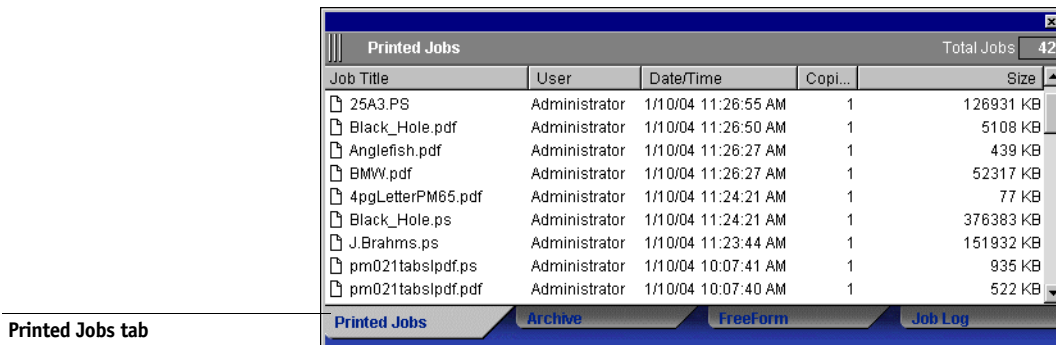 Printed Jobs Total Jobs 42
Job Title User Date/Time Copi... Size
25A3.PS Administrator 1/10/04 11:26:55 AM 1 126931 KB
Black_Hole.pdf Administrator 1/10/04 11:26:50 AM 1 5108 KB
Anglefish.pdf Administrator 1/10/04 11:26:27 AM 1 439 KB
BMW.pdf Administrator 1/10/04 11:26:27 AM 1 52317 KB
4pgLetterPM65.pdf Administrator 1/10/04 11:24:21 AM 1 77 KB
Black_Hole.ps Administrator 1/10/04 11:24:21 AM 1 376383 KB
J.Brahms.ps Administrator 1/10/04 11:23:44 AM 1 151932 KB
pm021tabslpdf.ps Administrator 1/10/04 10:07:41 AM 1 935 KB
pm021tabslpdf.pdf Administrator 1/10/04 10:07:40 AM 1 522 KB
Printed Jobs Archive FreeForm Job Log
Printed Jobs tab